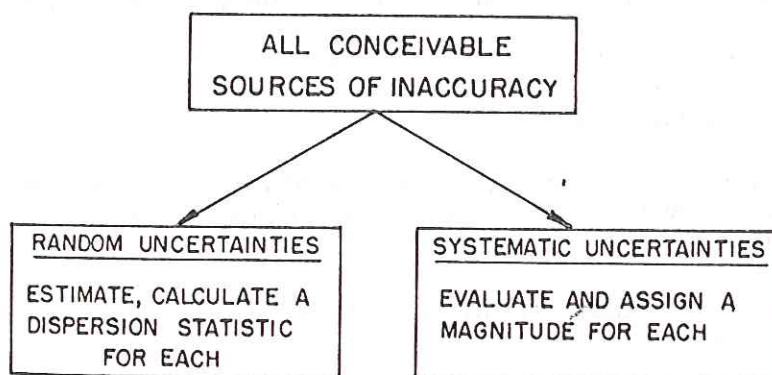 ALL CONCEIVABLE
SOURCES OF INACCURACY
RANDOM UNCERTAINTIES
ESTIMATE, CALCULATE A
DISPERSION STATISTIC
FOR EACH
SYSTEMATIC UNCERTAINTIES
EVALUATE AND ASSIGN A
MAGNITUDE FOR EACH